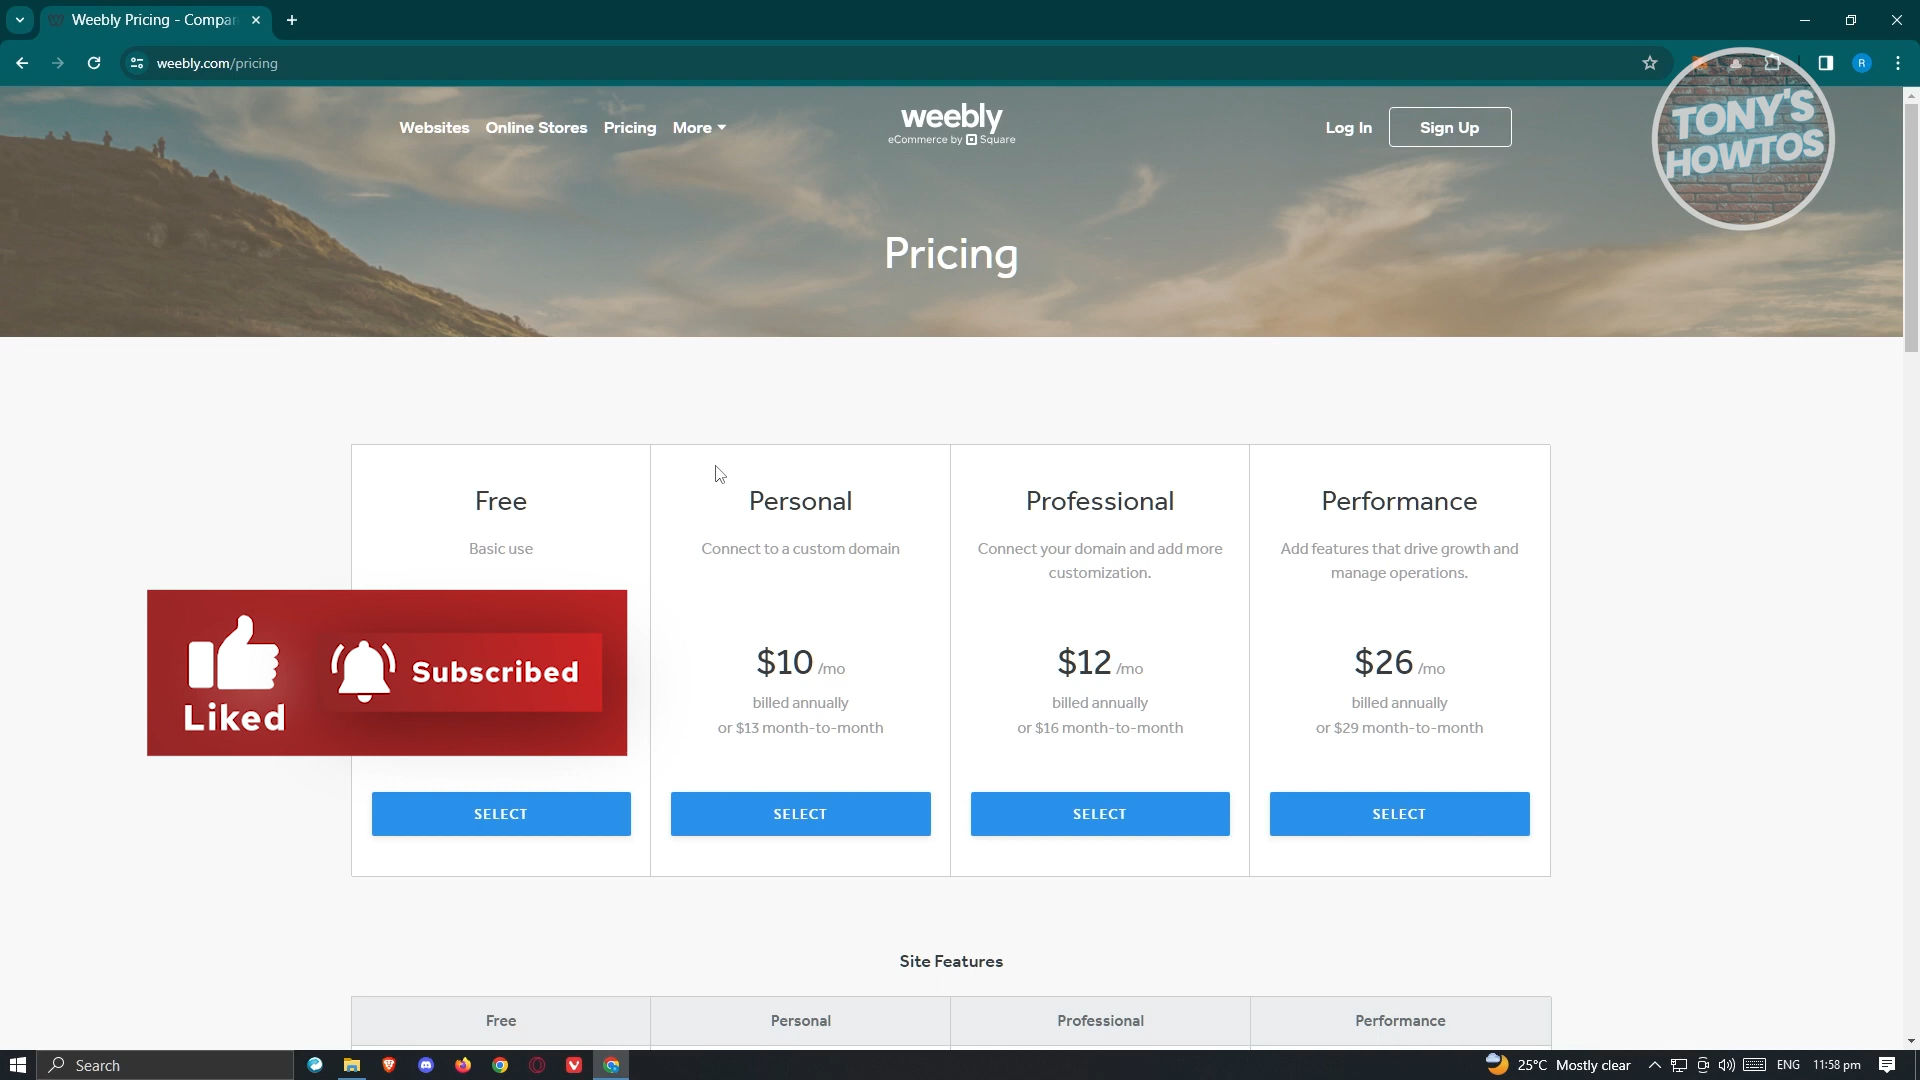 Weebly Pricing - Compar
weebly.com/pricing
R
Websites Online Stores Pricing More
weebly
eCommerce by Square
Log In Sign Up
TONY'S
HOWTOS
Pricing
Free
Basic use
SELECT
Personal
Connect to a custom domain
$10 /mo
billed annually
or $13 month-to-month
SELECT
Professional
Connect your domain and add more
customization.
$12 /mo
billed annually
or $16 month-to-month
SELECT
Performance
Add features that drive growth and
manage operations.
$26 /mo
billed annually
or $29 month-to-month
SELECT
Liked
Subscribed
Site Features
Free Personal Professional Performance
Search
25°C Mostly clear ENG 11:58 pm